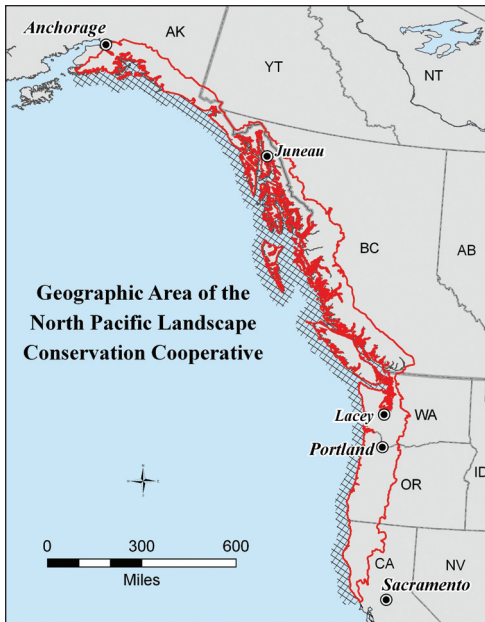 Anchorage
AK
YT
NT
Juneau
BC
AB
Geographic Area of the
North Pacific Landscape
Conservation Cooperative
Lacey
WA
Portland
ID
OR
0 300 600
Miles
CA
NV
Sacramento